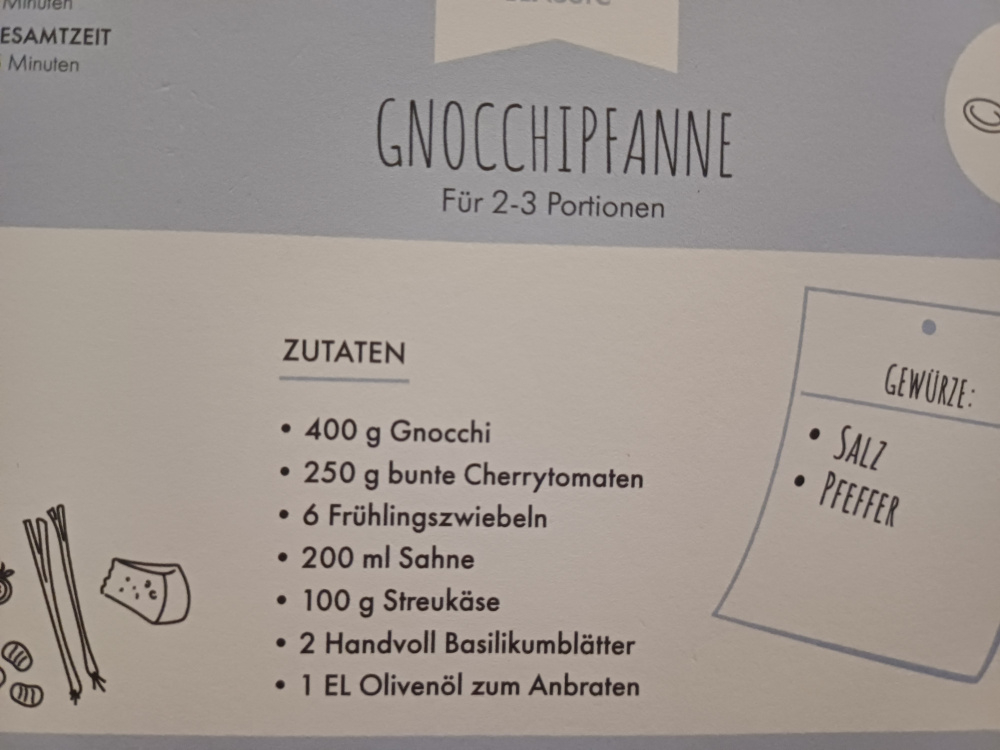 Minuten
ESAMTZEIT
Minuten
GNOCCHIPFANNE
Für 2-3 Portionen
ZUTATEN
• 400 g Gnocchi
• 250 g bunte Cherrytomaten
• 6 Frühlingszwiebeln
• 200 ml Sahne
• 100 g Streukäse
• 2 Handvoll Basilikumblätter
• 1 EL Olivenöl zum Anbraten
GEWÜRZE:
• SALZ
• PFEFFER